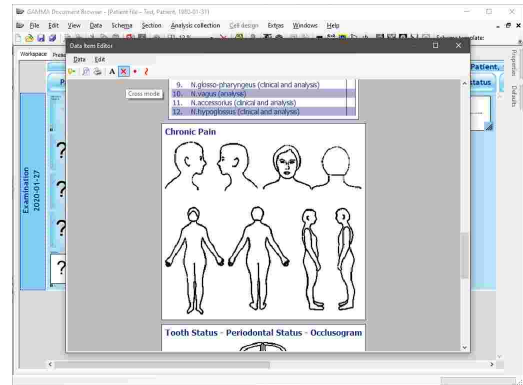 GAMMA Document Browser - [Patient File - Test, Patient, 1980-01-31]
File Edit View Data Schema Section Analysis collection Cell design Extras Windows Help
Schema template:
Workspace
Data Item Editor
Data Edit
Cross mode
Patient,
Status
Properties
Defaults
Examination
2020-01-27
?
?
?
?
9. N.glosso-pharyngeus (clinical and analysis)
10. N.vagus (analysis)
11. N.accessorius (clinical and analysis)
12. N.hypoglossus (clinical and analysis)
Chronic Pain
Tooth Status - Periodontal Status - Occlusogram